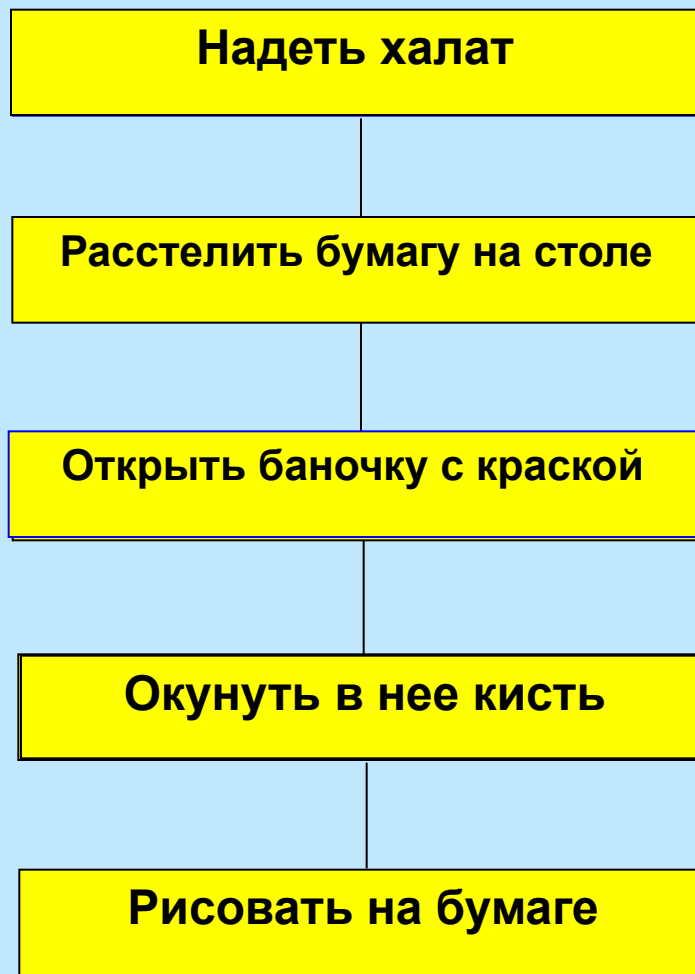 Надеть халат
Расстелить бумагу на столе
Открыть баночку с краской
Окунуть в нее кисть
Рисовать на бумаге